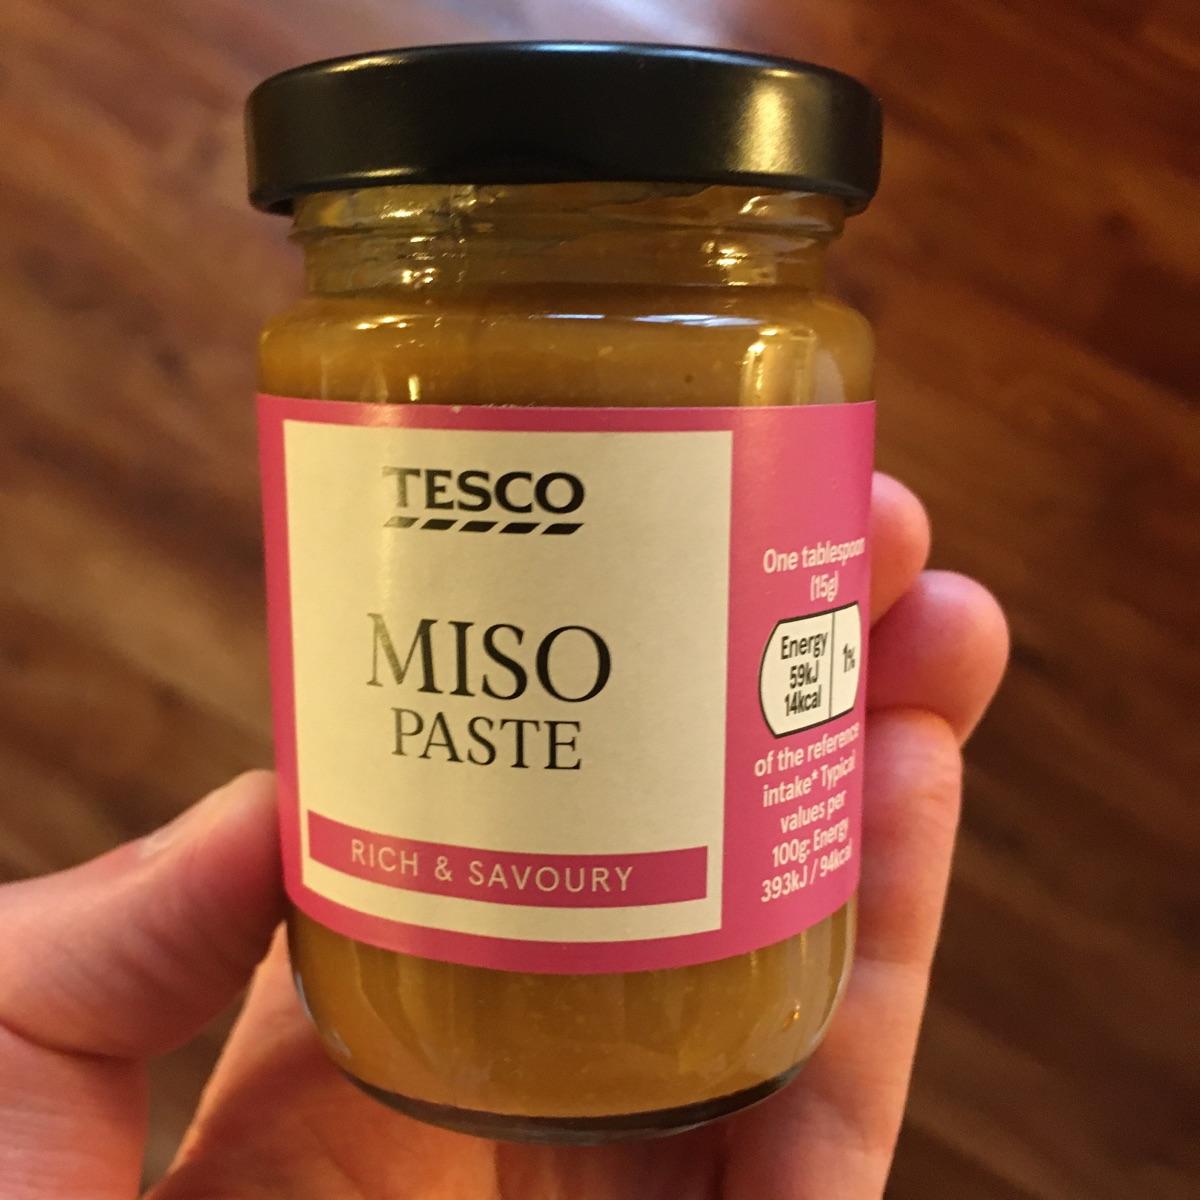 TESCO
MISO
PASTE
RICH & SAVOURY
One tablespoon
(15g)
Energy
59kJ
14kcal
1%
of the reference
intake* Typical
values per
100g: Energy
393kJ / 94kcal